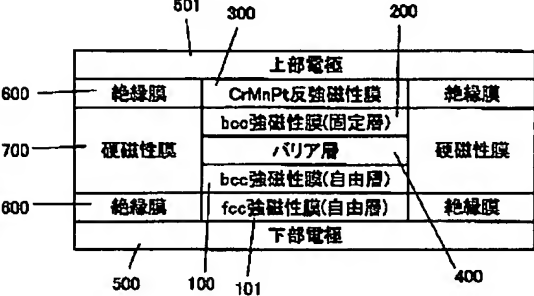 501
300
200
上部電極
600
絶縁膜
CrMnPt反強磁性膜
絶縁膜
bcc強磁性膜(固定層)
700
硬磁性膜
バリア層
硬磁性膜
bcc強磁性膜(自由層)
600
絶縁膜
fcc強磁性膜(自由層)
絶縁膜
下部電極
500
100
101
400